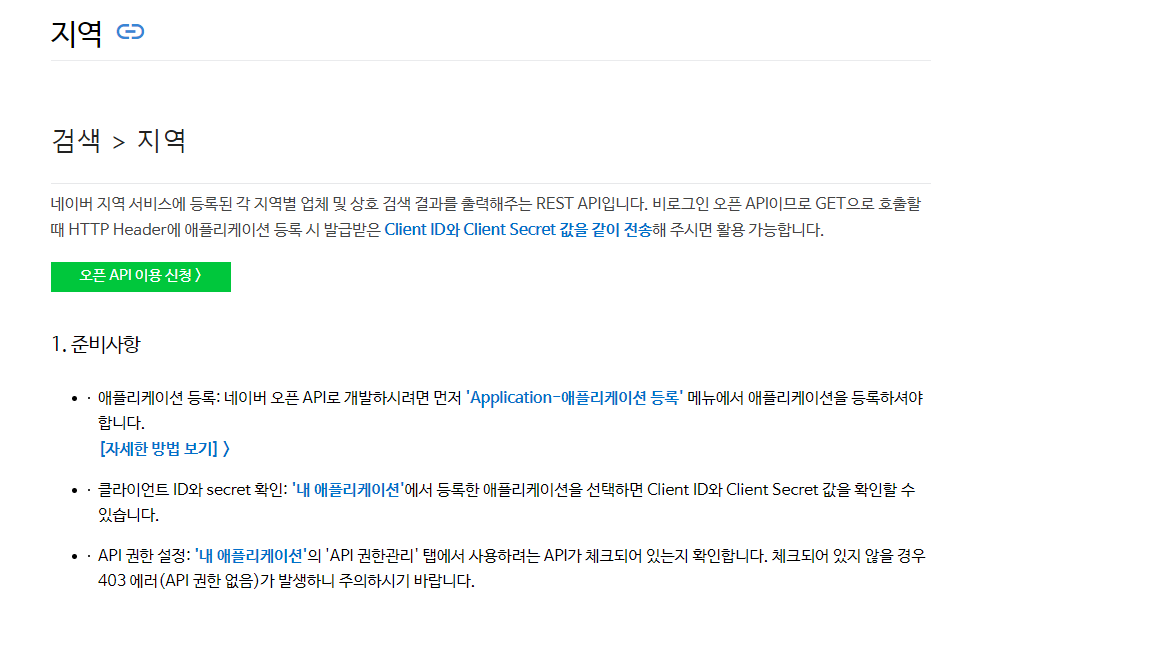 지역
검색 > 지역
네이버 지역 서비스에 등록된 각 지역별 업체 및 상호 검색 결과를 출력해주는 REST API입니다. 비로그인 오픈 API이므로 GET으로 호출할
때 HTTP Header에 애플리케이션 등록 시 발급받은 Client ID와 Client Secret 값을 같이 전송해 주시면 활용 가능합니다.
오픈 API 이용 신청 >
1. 준비사항
• · 애플리케이션 등록: 네이버 오픈 API로 개발하시려면 먼저 'Application-애플리케이션 등록' 메뉴에서 애플리케이션을 등록하셔야
합니다.
[자세한 방법 보기] >
• · 클라이언트 ID와 secret 확인: '내 애플리케이션'에서 등록한 애플리케이션을 선택하면 Client ID와 Client Secret 값을 확인할 수
있습니다.
• · API 권한 설정: '내 애플리케이션'의 'API 권한관리' 탭에서 사용하려는 API가 체크되어 있는지 확인합니다. 체크되어 있지 않을 경우
403 에러(API 권한 없음)가 발생하니 주의하시기 바랍니다.